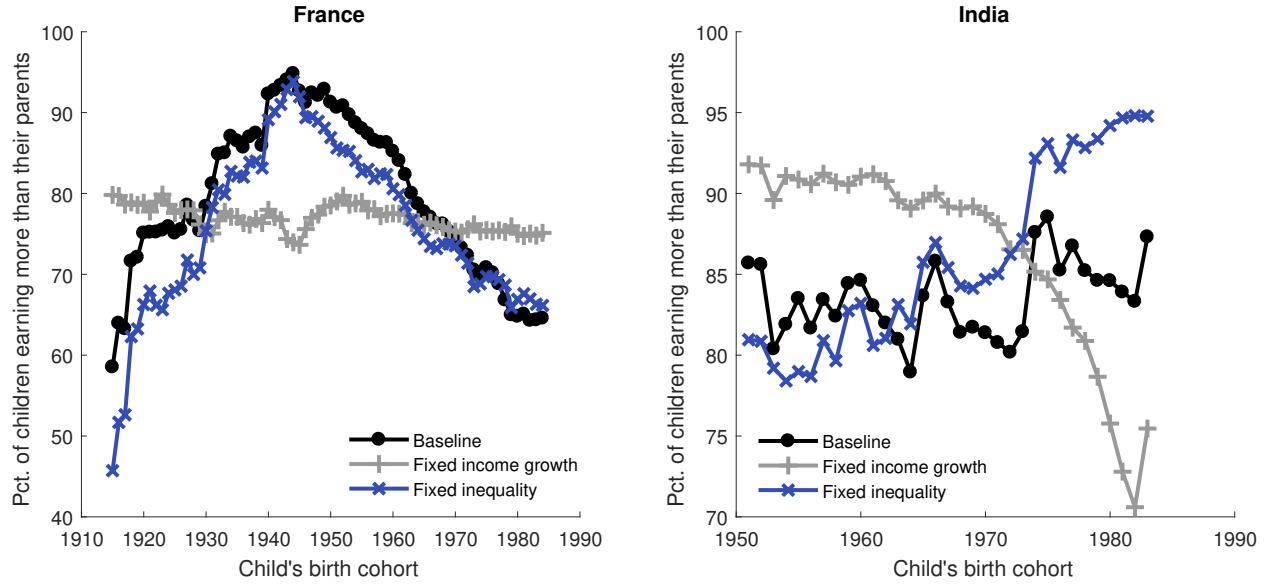 France
Pct. of children earning more than their parents
100
90
80
70
60
50
40
1910 1920 1930 1940 1950 1960 1970 1980 1990
Child's birth cohort
Baseline
Fixed income growth
Fixed inequality
India
Pct. of children earning more than their parents
100
95
90
85
80
75
70
1950 1960 1970 1980 1990
Child's birth cohort
Baseline
Fixed income growth
Fixed inequality